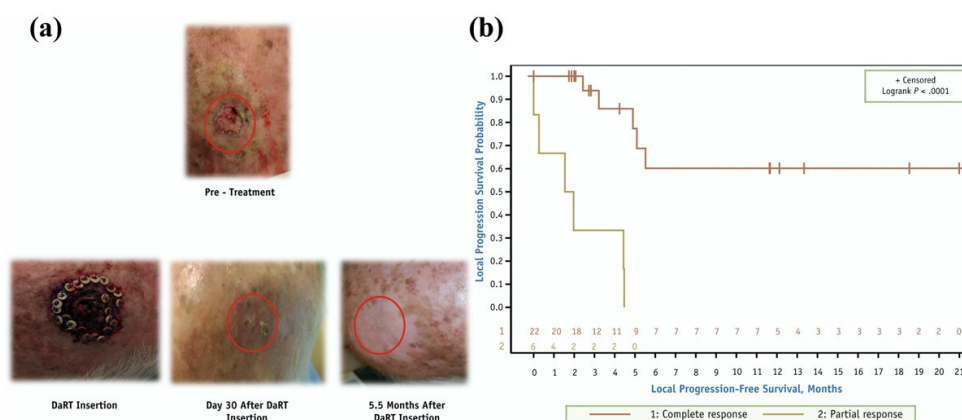 (a)
Pre - Treatment
DaRT Insertion
Day 30 After DaRT
Insertion
5.5 Months After
DaRT Insertion
(b)
Local Progression Survival Probability
1.0
0.9
0.8
0.7
0.6
0.5
0.4
0.3
0.2
0.1
0.0
+ Censored
Logrank P < .0001
1 22 20 18 12 11 9 7 7 7 7 7 7 5 4 3 3 3 3 3 2 2 0
2 6 4 2 2 2 0
0 1 2 3 4 5 6 7 8 9 10 11 12 13 14 15 16 17 18 19 20 21
Local Progression-Free Survival, Months
1: Complete response 2: Partial response